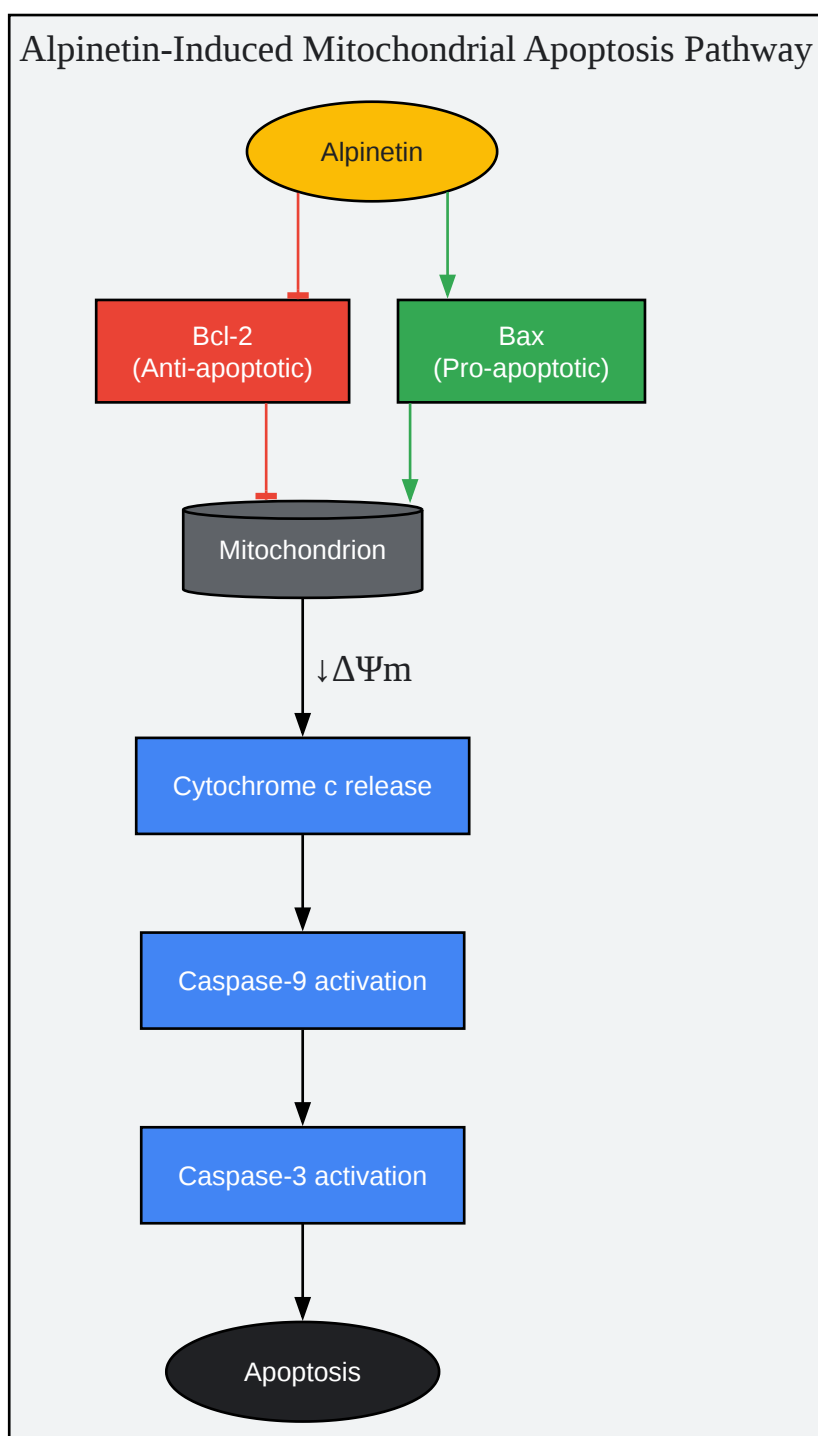 Alpinetin-Induced Mitochondrial Apoptosis Pathway
Alpinetin
Bcl-2
(Anti-apoptotic)
Bax
(Pro-apoptotic)
Mitochondrion
↓ΔΨm
Cytochrome c release
Caspase-9 activation
Caspase-3 activation
Apoptosis